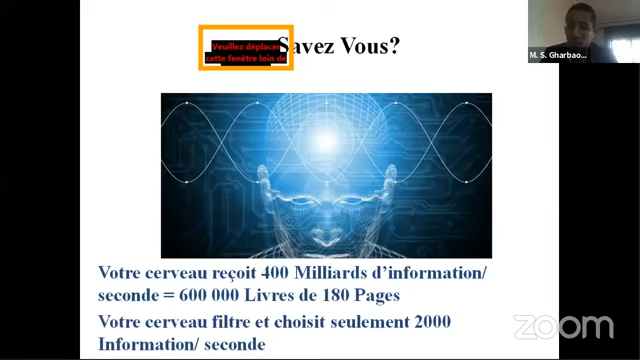 Veuillez déplacer
cette fenêtre loin de
Savez Vous?
M. S. Gharbao...
Votre cerveau reçoit 400 Milliards d'information/
seconde = 600 000 Livres de 180 Pages
Votre cerveau filtre et choisit seulement 2000
Information/ seconde
zoom